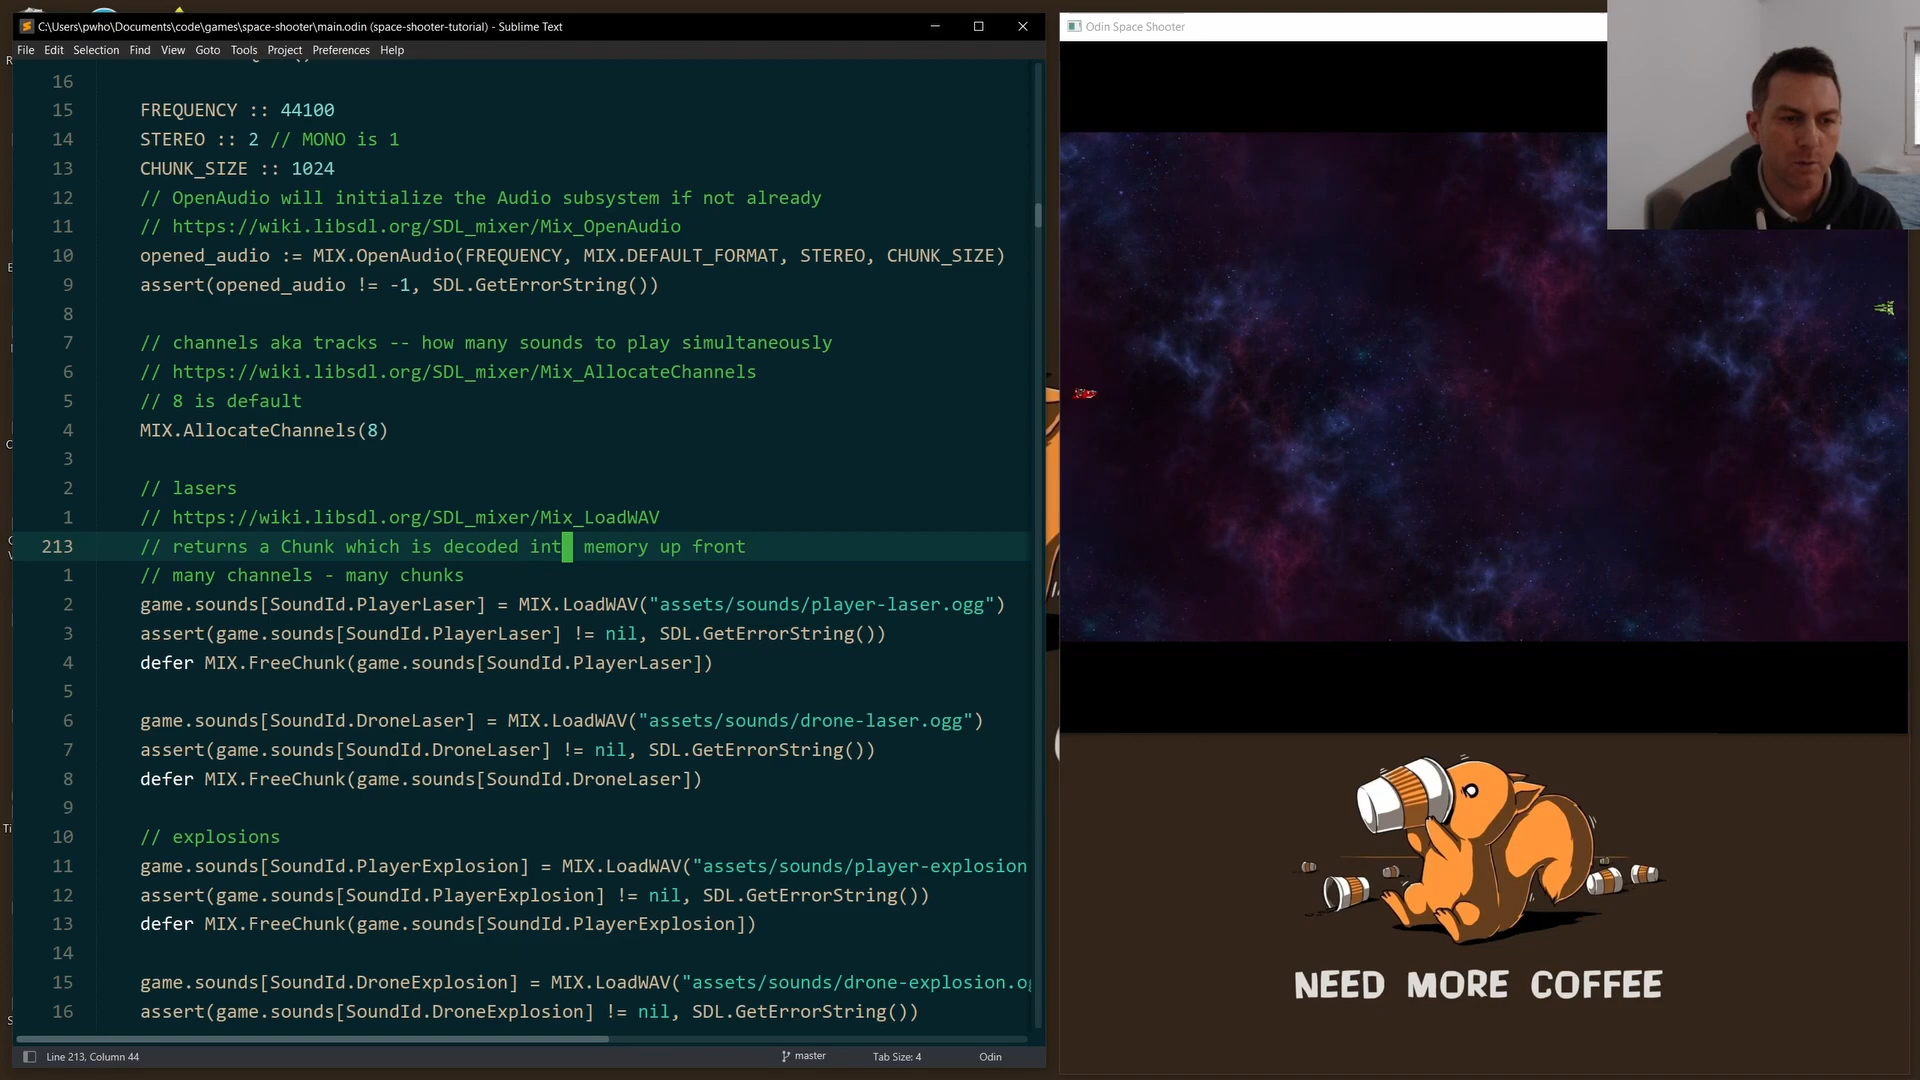 C:\Users\pwho\Documents\code\games\space-shooter\main.odin (space-shooter-tutorial) - Sublime Text
File Edit Selection Find View Goto Tools Project Preferences Help
16
15 FREQUENCY :: 44100
14 STEREO :: 2 // MONO is 1
13 CHUNK_SIZE :: 1024
12 // OpenAudio will initialize the Audio subsystem if not already
11 // https://wiki.libsdl.org/SDL_mixer/Mix_OpenAudio
10 opened_audio := MIX.OpenAudio(FREQUENCY, MIX.DEFAULT_FORMAT, STEREO, CHUNK_SIZE)
9 assert(opened_audio != -1, SDL.GetErrorString())
8
7 // channels aka tracks -- how many sounds to play simultaneously
6 // https://wiki.libsdl.org/SDL_mixer/Mix_AllocateChannels
5 // 8 is default
4 MIX.AllocateChannels(8)
3
2 // lasers
1 // https://wiki.libsdl.org/SDL_mixer/Mix_LoadWAV
213 // returns a Chunk which is decoded int memory up front
1 // many channels - many chunks
2 game.sounds[SoundId.PlayerLaser] = MIX.LoadWAV("assets/sounds/player-laser.ogg")
3 assert(game.sounds[SoundId.PlayerLaser] != nil, SDL.GetErrorString())
4 defer MIX.FreeChunk(game.sounds[SoundId.PlayerLaser])
5
6 game.sounds[SoundId.DroneLaser] = MIX.LoadWAV("assets/sounds/drone-laser.ogg")
7 assert(game.sounds[SoundId.DroneLaser] != nil, SDL.GetErrorString())
8 defer MIX.FreeChunk(game.sounds[SoundId.DroneLaser])
9
10 // explosions
11 game.sounds[SoundId.PlayerExplosion] = MIX.LoadWAV("assets/sounds/player-explosion
12 assert(game.sounds[SoundId.PlayerExplosion] != nil, SDL.GetErrorString())
13 defer MIX.FreeChunk(game.sounds[SoundId.PlayerExplosion])
14
15 game.sounds[SoundId.DroneExplosion] = MIX.LoadWAV("assets/sounds/drone-explosion.og
16 assert(game.sounds[SoundId.DroneExplosion] != nil, SDL.GetErrorString())
Line 213, Column 44 master Tab Size: 4 Odin
Odin Space Shooter
NEED MORE COFFEE